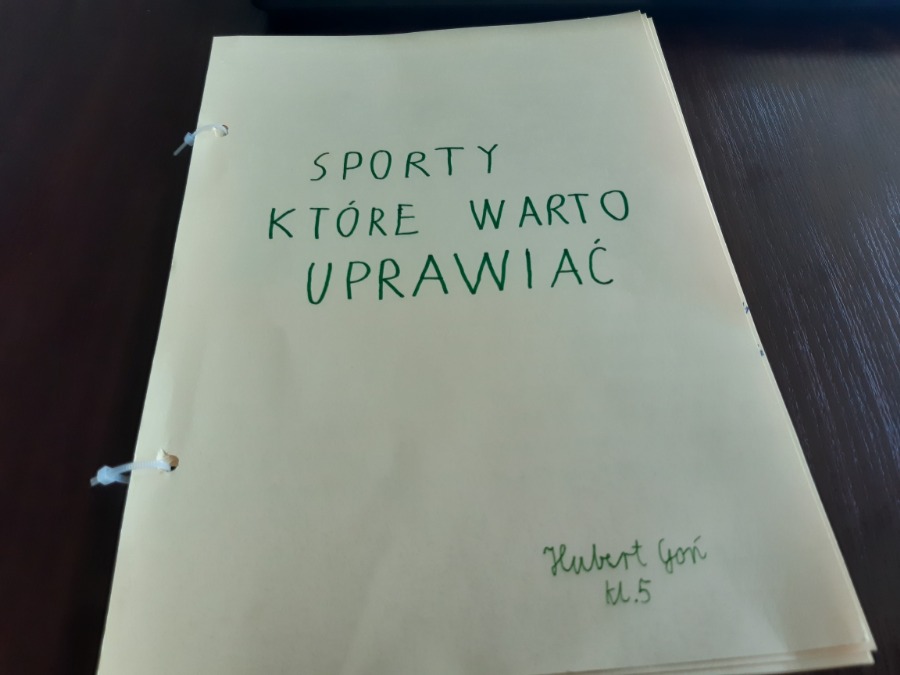 SPORTY
KTÓRE WARTO
UPRAWIAĆ
Hubert Goń
kl.5